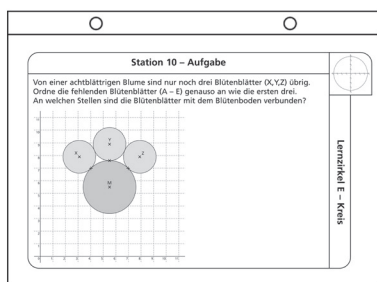 Station 10 – Aufgabe
Von einer achtblättrigen Blume sind nur noch drei Blütenblätter (X,Y,Z) übrig.
Ordne die fehlenden Blütenblätter (A – E) genauso an wie die ersten drei.
An welchen Stellen sind die Blütenblätter mit dem Blütenboden verbunden?
Y
X
Z
M
Lernzirkel E – Kreis